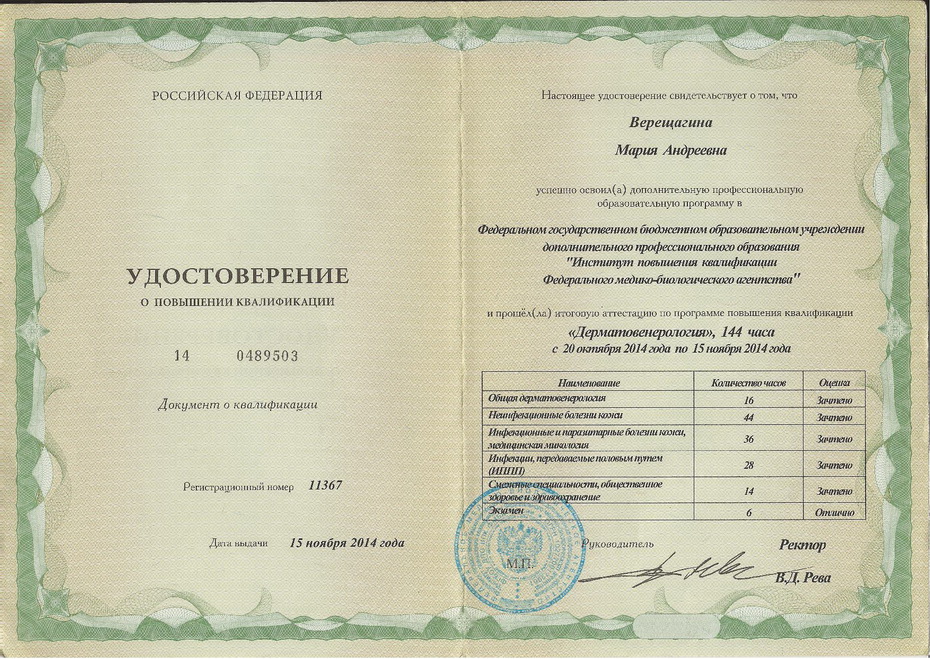 РОССИЙСКАЯ ФЕДЕРАЦИЯ
УДОСТОВЕРЕНИЕ
О ПОВЫШЕНИИ КВАЛИФИКАЦИИ
14 0489503
Документ о квалификации
Регистрационный номер 11367
Дата выдачи 15 ноября 2014 года
Настоящее удостоверение свидетельствует о том, что
Верещагина
Мария Андреевна
успешно освоил(а) дополнительную профессиональную
образовательную программу в
Федеральном государственном бюджетном образовательном учреждении
дополнительного профессионального образования
"Институт повышения квалификации
Федерального медико-биологического агентства"
и прошёл(ла) итоговую аттестацию по программе повышения квалификации
«Дерматовенерология», 144 часа
с 20 октября 2014 года по 15 ноября 2014 года
Наименование Количество часов Оценка
Общая дерматовенерология 16 Зачтено
Неинфекционные болезни кожи 44 Зачтено
Инфекционные и паразитарные болезни кожи,
медицинская микология 36 Зачтено
Инфекции, передаваемые половым путем
(ИППП) 28 Зачтено
Смежные специальности, общественное
здоровье и здравоохранение 14 Зачтено
Экзамен 6 Отлично
Руководитель Ректор
М.П.
В.Д. Рева